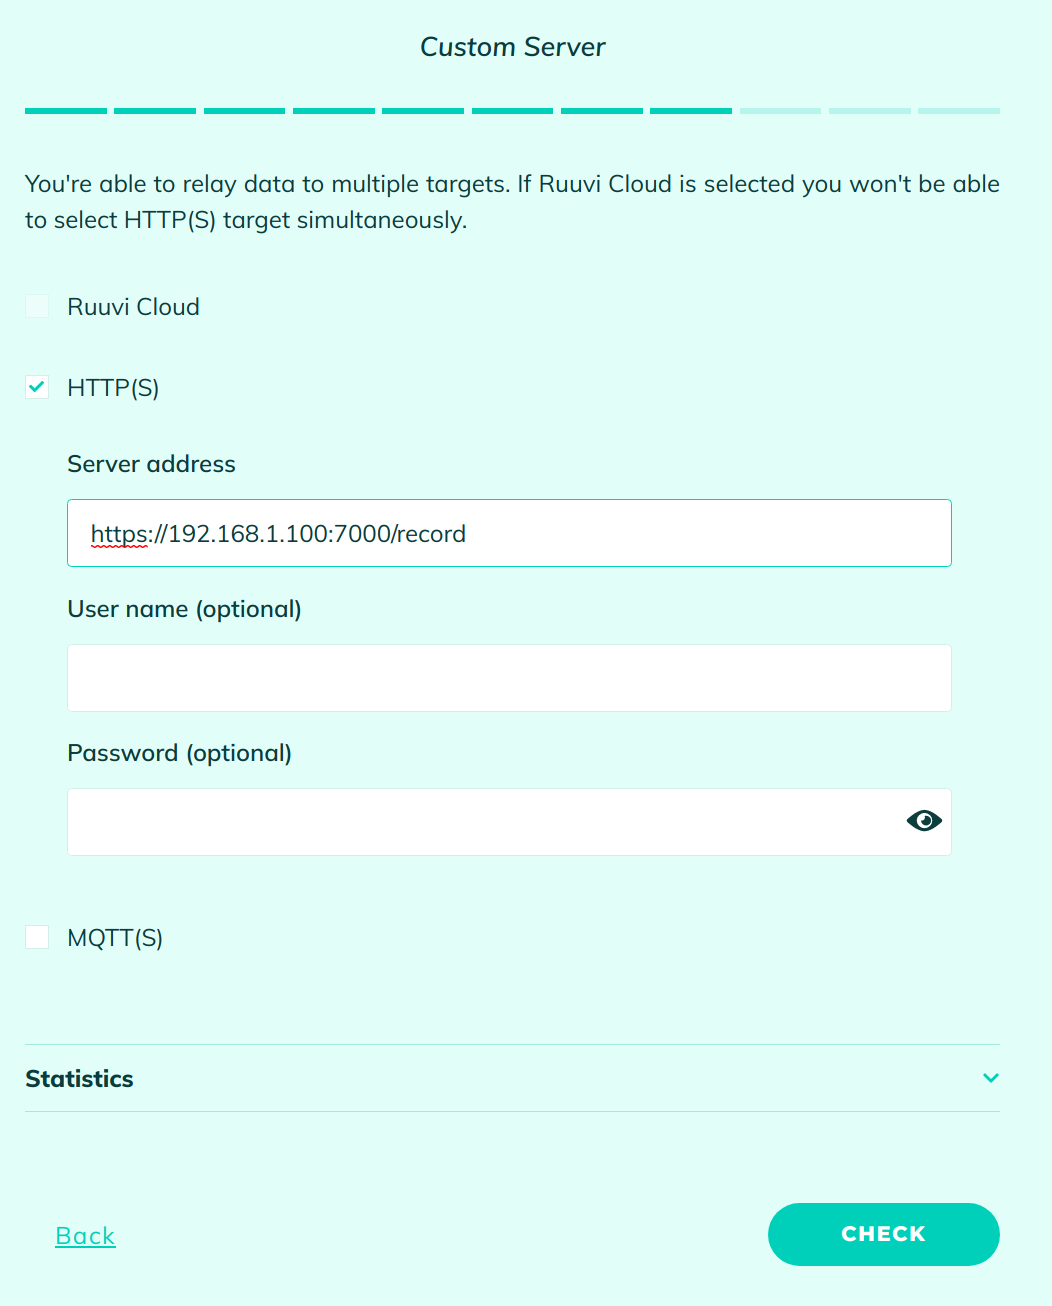 Custom Server
You're able to relay data to multiple targets. If Ruuvi Cloud is selected you won't be able
to select HTTP(S) target simultaneously.
Ruuvi Cloud
HTTP(S)
Server address
https://192.168.1.100:7000/record
User name (optional)
Password (optional)
MQTT(S)
Statistics
Back
CHECK